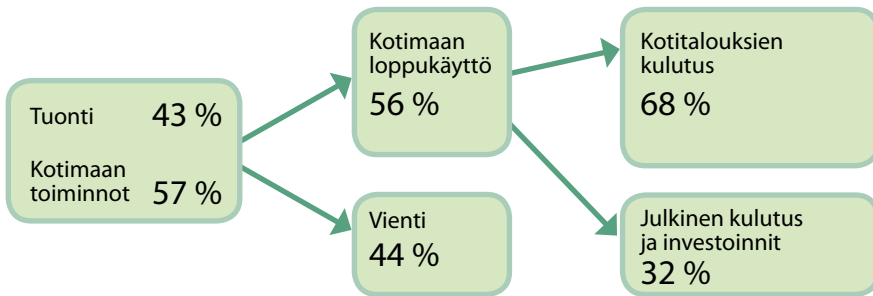 Tuonti 43 %
Kotimaan
toiminnot 57 %
Kotimaan
loppukäyttö
56 %
Vienti
44 %
Kotitalouksien
kulutus
68 %
Julkinen kulutus
ja investoinnit
32 %